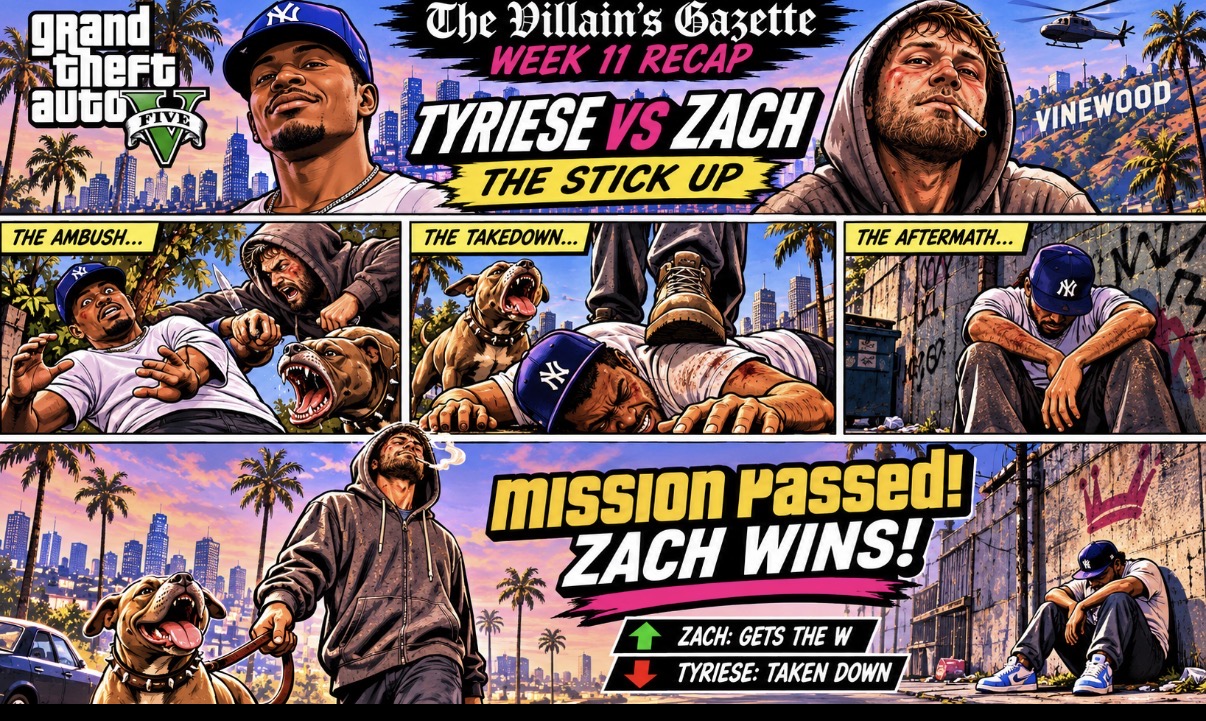 grand
theft
auto
V
FIVE
The Villain's Gazette
WEEK 11 RECAP
TYRIESE VS ZACH
THE STICK UP
VINEWOOD
NY
THE AMBUSH...
THE TAKEDOWN...
THE AFTERMATH...
NY
NY
NY
mission passed!
ZACH WINS!
ZACH: GETS THE W
TYRIESE: TAKEN DOWN